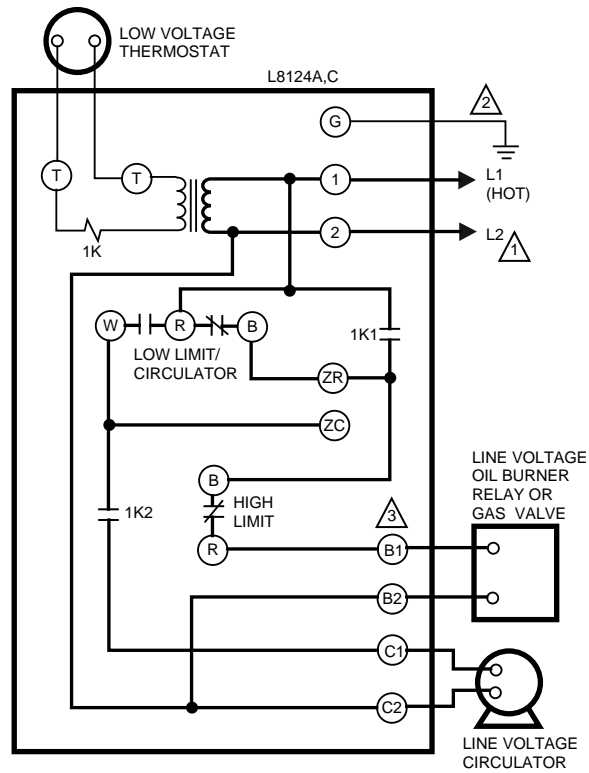 LOW VOLTAGE
THERMOSTAT
L8124A,C
2
G
T
T
1
L1
(HOT)
1K
2
L2
1
W
R
B
1K1
LOW LIMIT/
CIRCULATOR
ZR
ZC
LINE VOLTAGE
OIL BURNER
RELAY OR
GAS VALVE
B
HIGH
LIMIT
1K2
3
R
B1
B2
C1
C2
LINE VOLTAGE
CIRCULATOR